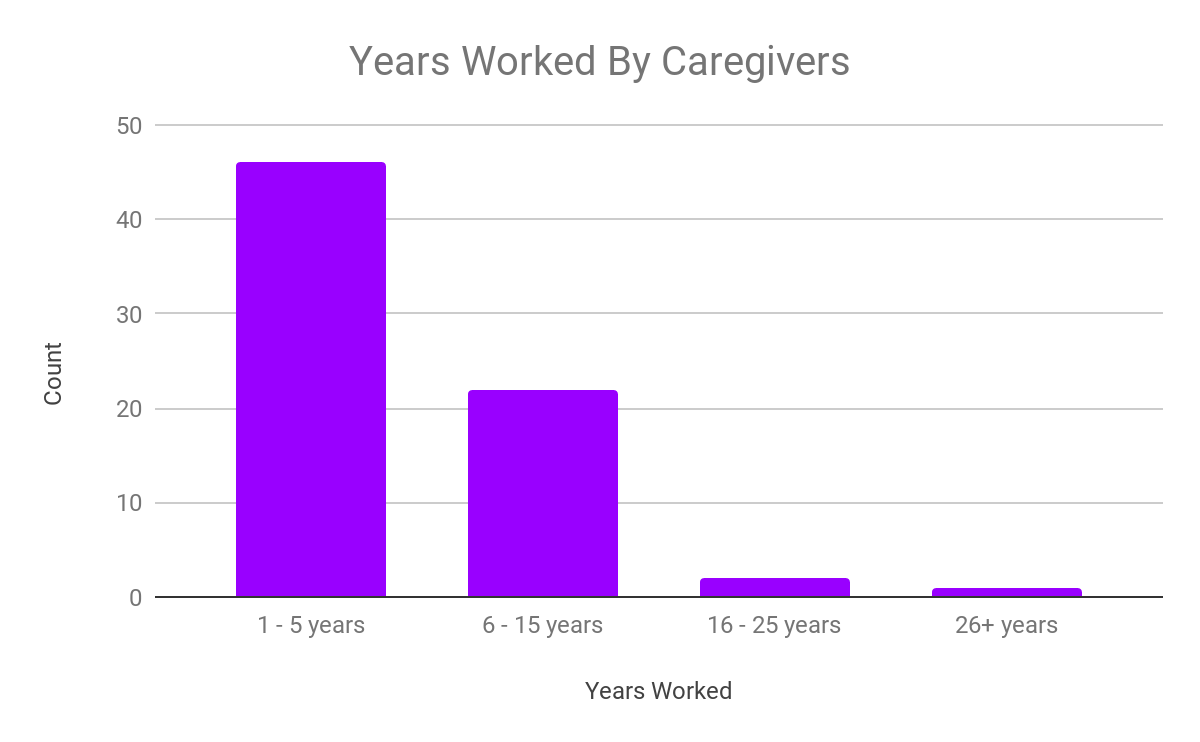 Years Worked By Caregivers
50
40
30
20
10
0
Count
1 - 5 years
6 - 15 years
16 - 25 years
26+ years
Years Worked